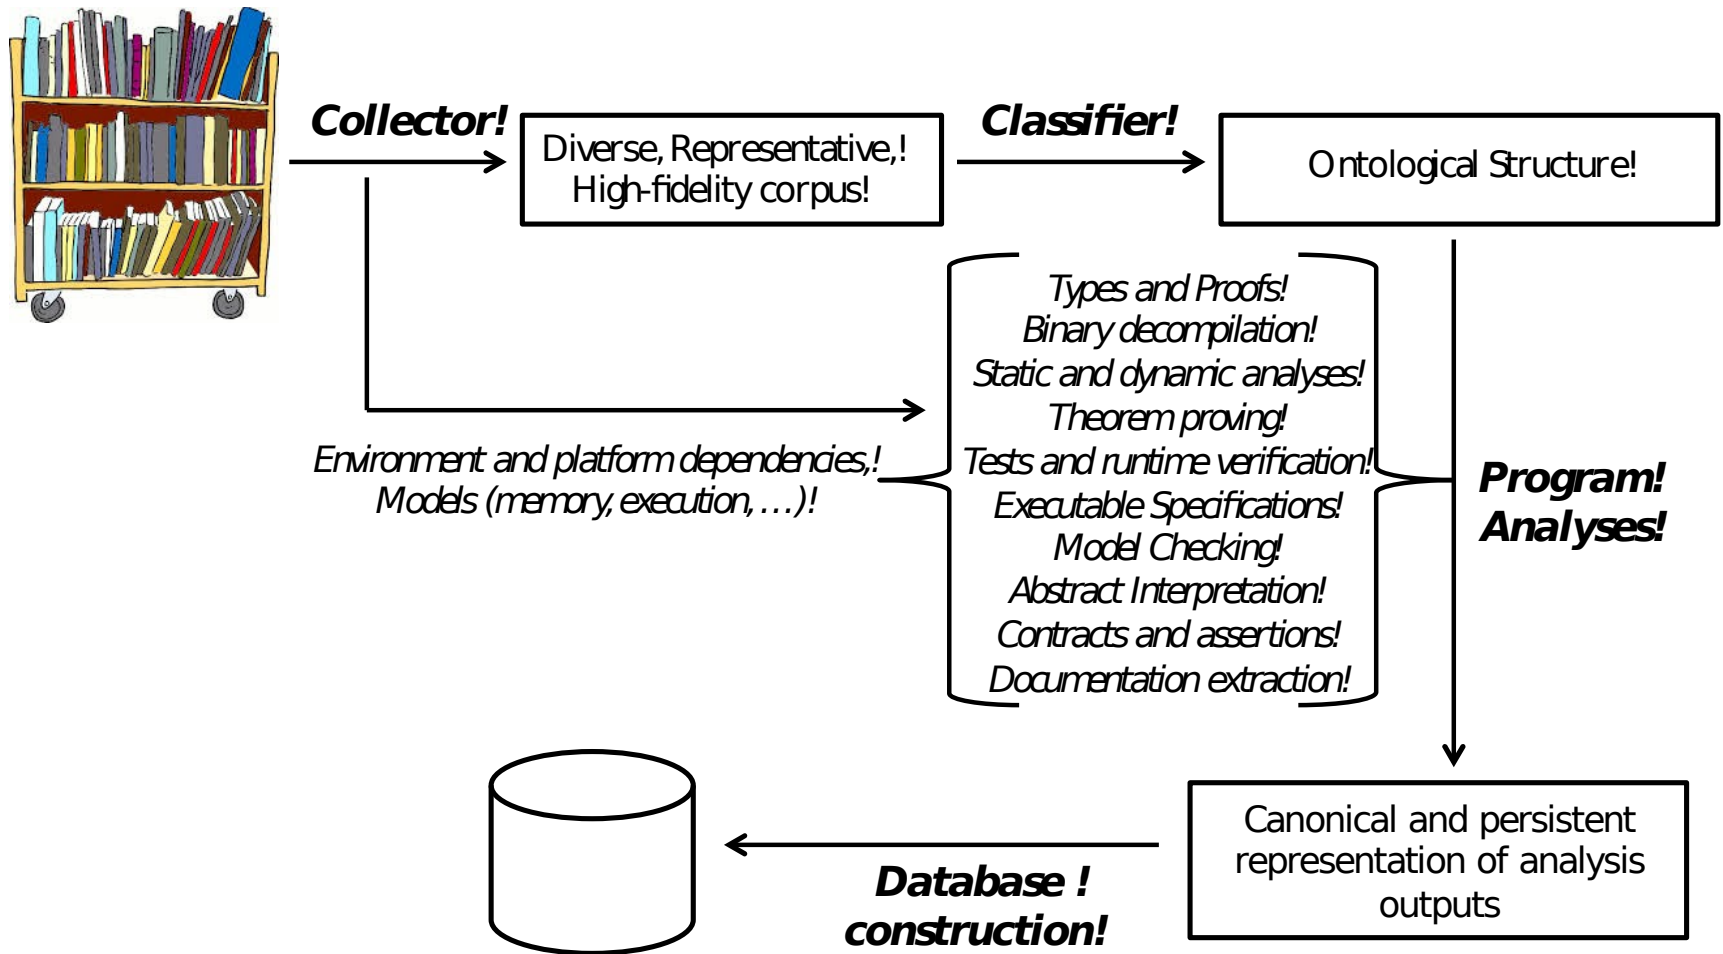 Collector!
Diverse, Representative,!
High-fidelity corpus!
Classifier!
Ontological Structure!
Types and Proofs!
Binary decompilation!
Static and dynamic analyses!
Theorem proving!
Tests and runtime verification!
Executable Specifications!
Model Checking!
Abstract Interpretation!
Contracts and assertions!
Documentation extraction!
Environment and platform dependencies,!
Models (memory, execution, …)!
Program!
Analyses!
Canonical and persistent
representation of analysis
outputs
Database !
construction!